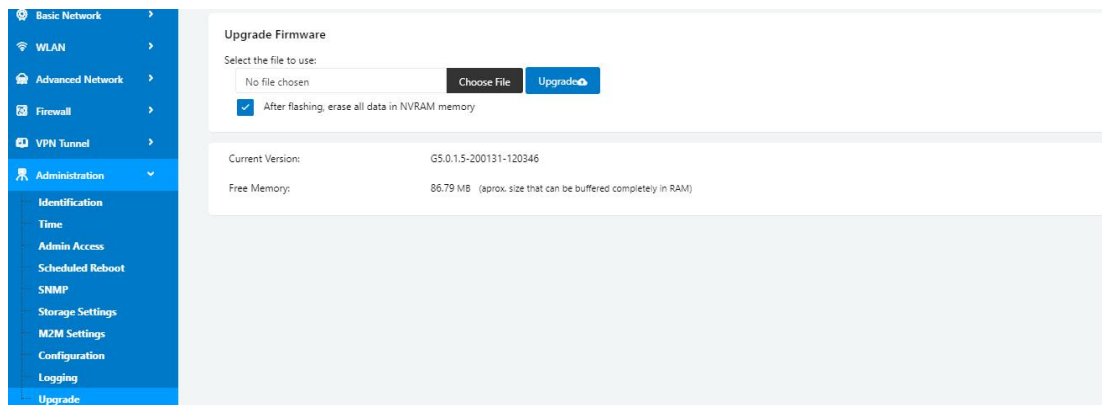 Basic Network
WLAN
Advanced Network
Firewall
VPN Tunnel
Administration
Identification
Time
Admin Access
Scheduled Reboot
SNMP
Storage Settings
M2M Settings
Configuration
Logging
Upgrade
Upgrade Firmware
Select the file to use:
No file chosen Choose File Upgrade
After flashing, erase all data in NVRAM memory
Current Version: G5.0.1.5-200131-120346
Free Memory: 86.79 MB (aprox. size that can be buffered completely in RAM)